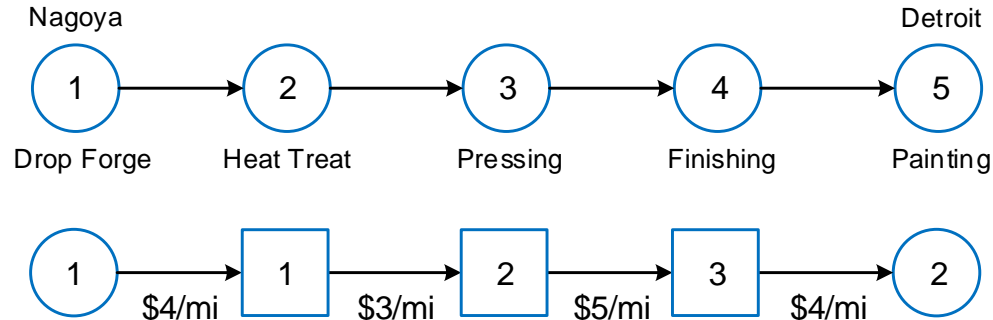 Nagoya Detroit
1 2 3 4 5
Drop Forge Heat Treat Pressing Finishing Painting
1 1 2 3 2
$4/mi $3/mi $5/mi $4/mi